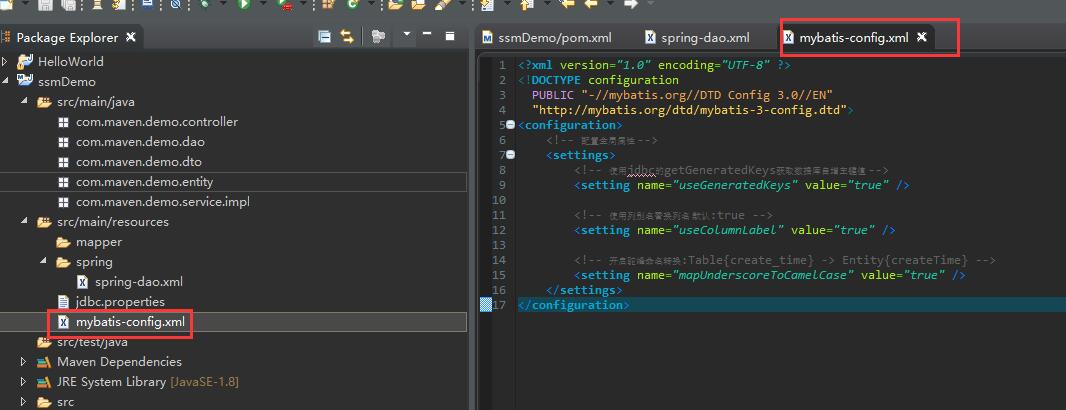 Package Explorer
HelloWorld
ssmDemo
src/main/java
com.maven.demo.controller
com.maven.demo.dao
com.maven.demo.dto
com.maven.demo.entity
com.maven.demo.service.impl
src/main/resources
mapper
spring
spring-dao.xml
jdbc.properties
mybatis-config.xml
src/test/java
Maven Dependencies
JRE System Library [JavaSE-1.8]
src
ssmDemo/pom.xml spring-dao.xml mybatis-config.xml
1 <?xml version="1.0" encoding="UTF-8" ?>
2 <!DOCTYPE configuration
3 PUBLIC "-//mybatis.org//DTD Config 3.0//EN"
4 "http://mybatis.org/dtd/mybatis-3-config.dtd">
5 <configuration>
6 <!-- 配置全局属性 -->
7 <settings>
8 <!-- 使用jdbc的getGeneratedKeys获取数据库自增主键值 -->
9 <setting name="useGeneratedKeys" value="true" />
10
11 <!-- 使用列别名替换列名 默认:true -->
12 <setting name="useColumnLabel" value="true" />
13
14 <!-- 开启驼峰命名转换:Table{create_time} -> Entity{createTime} -->
15 <setting name="mapUnderscoreToCamelCase" value="true" />
16 </settings>
17 </configuration>